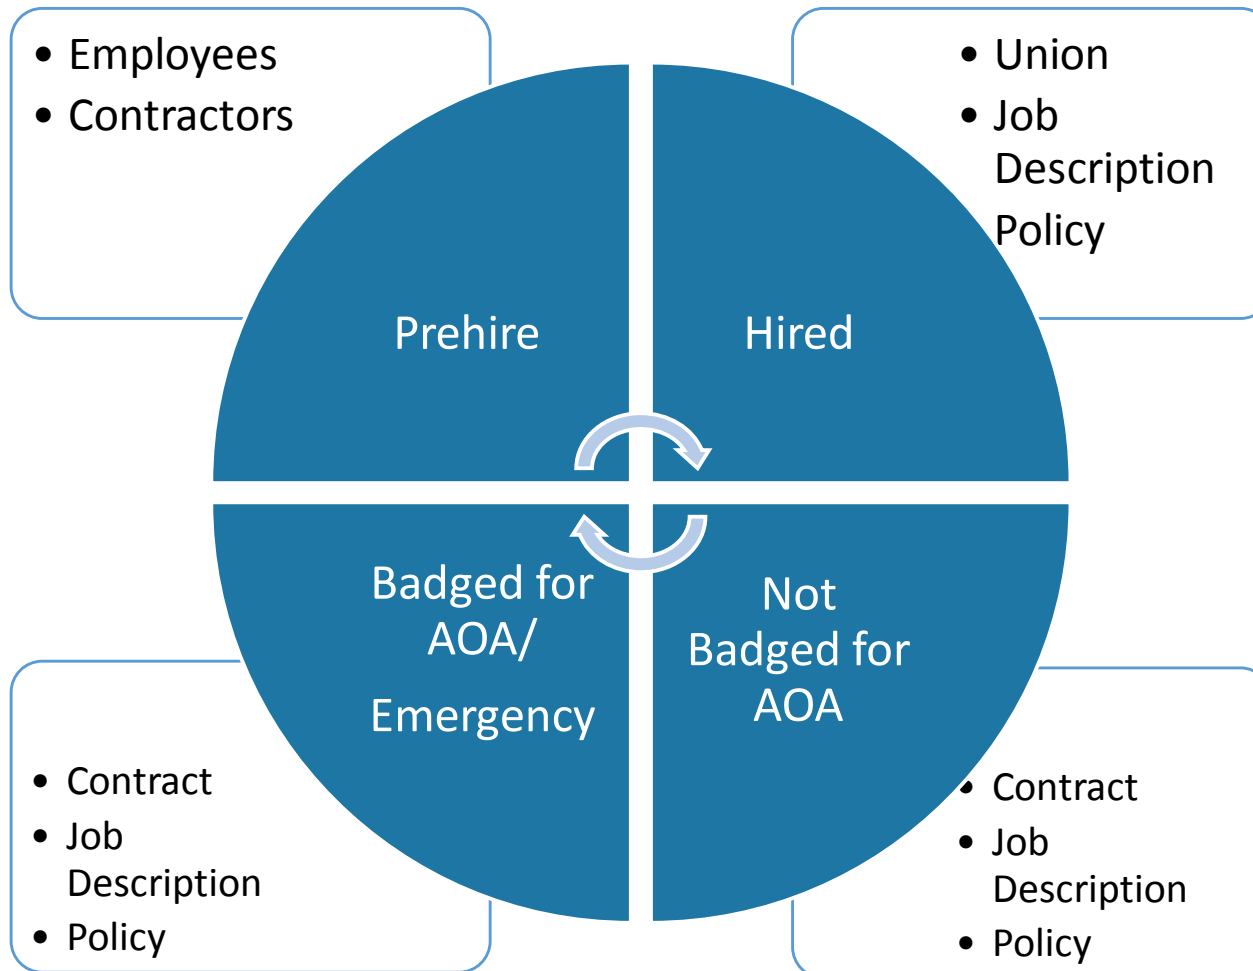 • Employees
• Contractors
• Union
• Job
Description
Policy
Prehire
Hired
Badged for
AOA/
Emergency
Not
Badged for
AOA
• Contract
• Job
Description
• Policy
• Contract
• Job
Description
• Policy